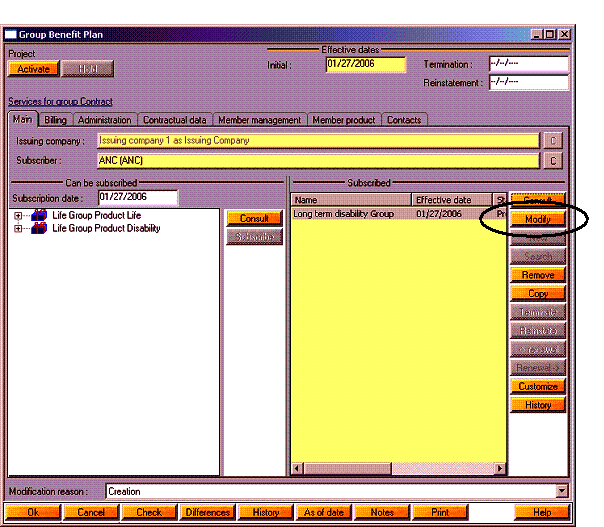 Group Benefit Plan
Project
Activate Hold
Effective dates
Initial : 01/27/2006 Termination : --/--/----
Reinstatement : --/--/----
Services for group Contract
Main Billing Administration Contractual data Member management Member product Contacts
Issuing company : Issuing company 1 as Issuing Company C
Subscriber : ANC (ANC) C
Can be subscribed
Subscription date : 01/27/2006
Life Group Product Life
Life Group Product Disability
Consult
Subscribe
Subscribed
Name Effective date St
Long term disability Group 01/27/2006 Pr
Consult
Modify
Search
Remove
Copy
Terminate
Reinstate
Renewal >
Customize
History
Modification reason : Creation
Ok Cancel Check Differences History As of date Notes Print Help